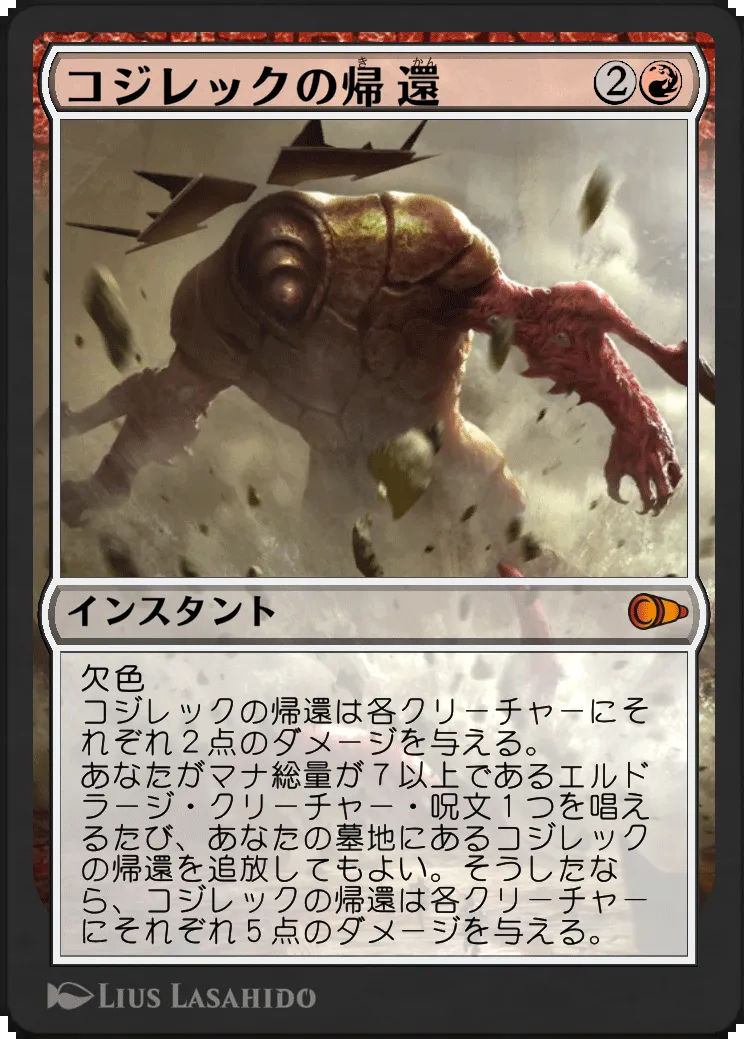 コジレックの帰還
きかん
2
インスタント
欠色
コジレックの帰還は各クリーチャーにそ
れぞれ2点のダメージを与える。
あなたがマナ総量が7以上であるエルド
ラージ・クリーチャー・呪文1つを唱え
るたび、あなたの墓地にあるコジレック
の帰還を追放してもよい。そうしたな
ら、コジレックの帰還は各クリーチャー
にそれぞれ5点のダメージを与える。
LIUS LASAHIDO